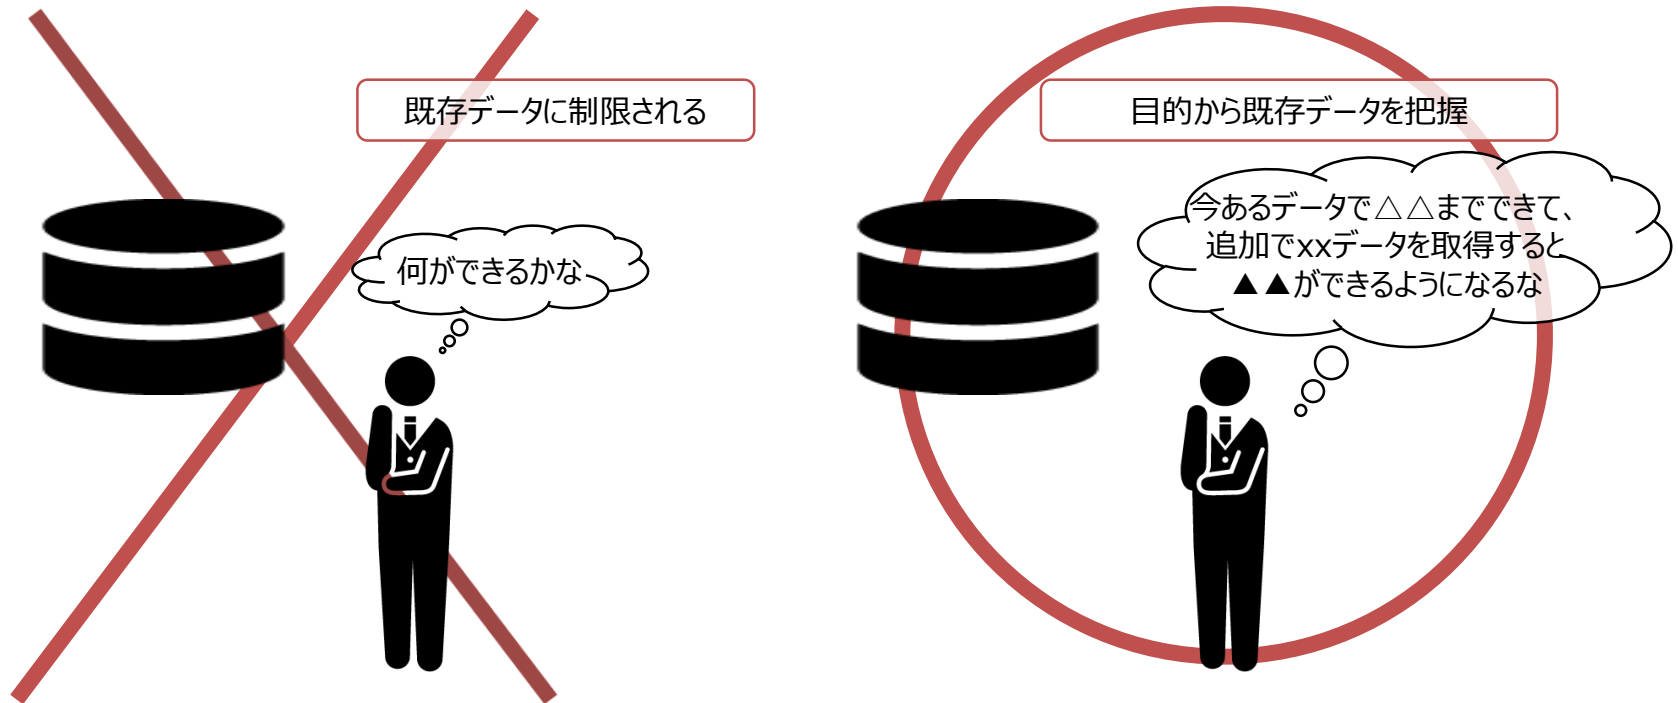 既存データに制限される
何ができるかな
目的から既存データを把握
今あるデータで△△までできて、
追加でxxデータを取得すると
▲▲ができるようになるな